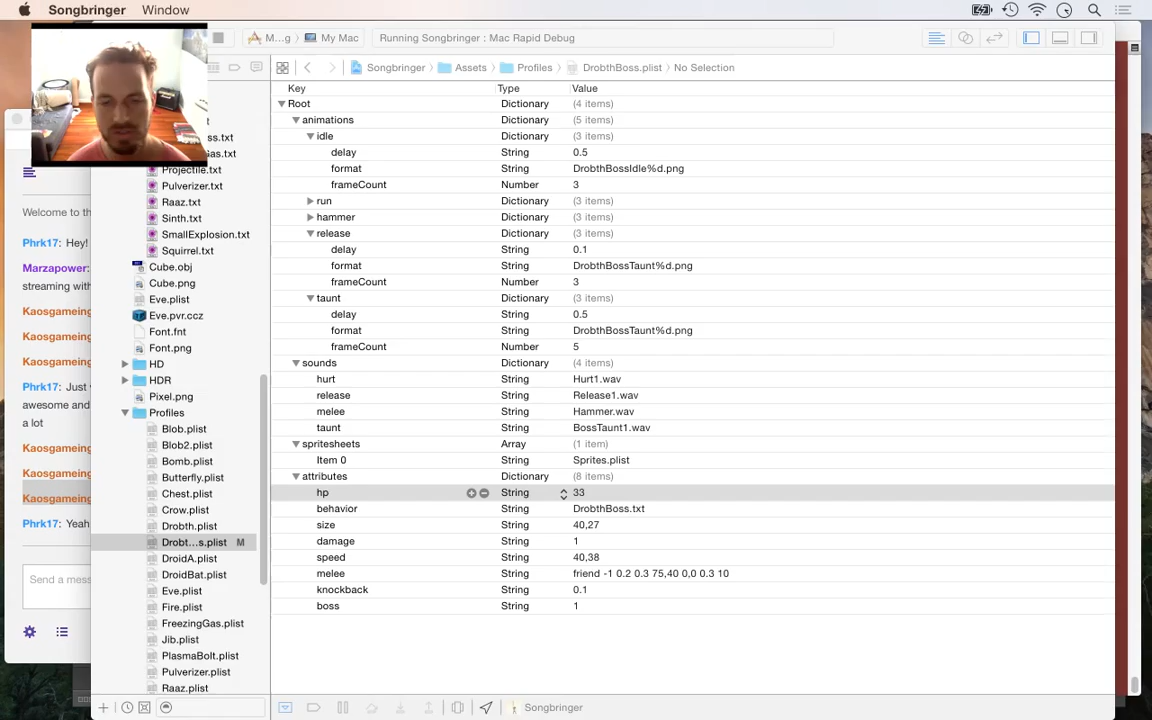 Songbringer Window
M...g My Mac Running Songbringer : Mac Rapid Debug
Songbringer Assets Profiles DrobthBoss.plist No Selection
Key Type Value
Root Dictionary (4 items)
animations Dictionary (5 items)
idle Dictionary (3 items)
delay String 0.5
format String DrobthBossIdle%d.png
frameCount Number 3
run Dictionary (3 items)
hammer Dictionary (3 items)
release Dictionary (3 items)
delay String 0.1
format String DrobthBossTaunt%d.png
frameCount Number 3
taunt Dictionary (3 items)
delay String 0.5
format String DrobthBossTaunt%d.png
frameCount Number 5
sounds Dictionary (4 items)
hurt String Hurt1.wav
release String Release1.wav
melee String Hammer.wav
taunt String BossTaunt1.wav
spritesheets Array (1 item)
Item 0 String Sprites.plist
attributes Dictionary (8 items)
hp String 33
behavior String DrobthBoss.txt
size String 40,27
damage String 1
speed String 40,38
melee String friend -1 0.2 0.3 75,40 0,0 0.3 10
knockback String 0.1
boss String 1
ss.txt
Gas.txt
Projectile.txt
Pulverizer.txt
Raaz.txt
Sinth.txt
SmallExplosion.txt
Squirrel.txt
Cube.obj
Cube.png
Eve.plist
Eve.pvr.ccz
Font.fnt
Font.png
HD
HDR
Pixel.png
Profiles
Blob.plist
Blob2.plist
Bomb.plist
Butterfly.plist
Chest.plist
Crow.plist
Drobth.plist
Drobt...s.plist M
DroidA.plist
DroidBat.plist
Eve.plist
Fire.plist
FreezingGas.plist
Jib.plist
PlasmaBolt.plist
Pulverizer.plist
Raaz.plist
Welcome to th
Phrk17: Hey!
Marzapower:
streaming with
Kaosgameing
Kaosgameing
Kaosgameing
Phrk17: Just
awesome and
a lot
Kaosgameing
Kaosgameing
Kaosgameing
Phrk17: Yeah
Send a mess
Songbringer